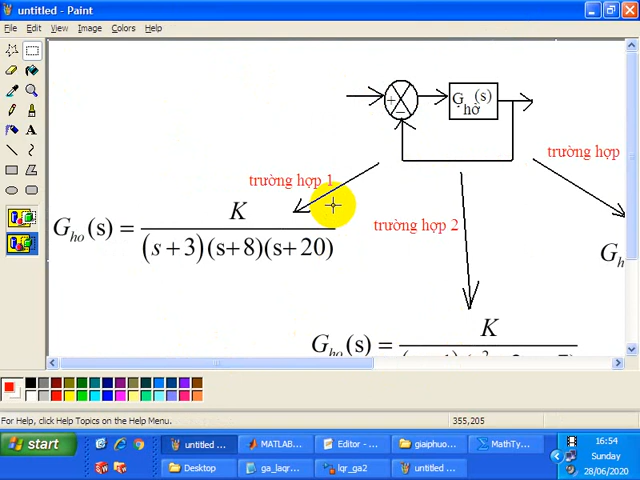 untitled - Paint
File Edit View Image Colors Help
+
−
G hở (s)
trường hợp 1
trường hợp
trường hợp 2
G_ho (s) = K / (s+3)(s+8)(s+20)
G_h
G_ho (s) = K
For Help, click Help Topics on the Help Menu.
355,205
start
untitled ...
MATLAB...
Editor - ...
giaiphuo...
MathTy...
16:54
Desktop
ga_laqr...
lqr_ga2
untitled ...
Sunday
28/06/2020